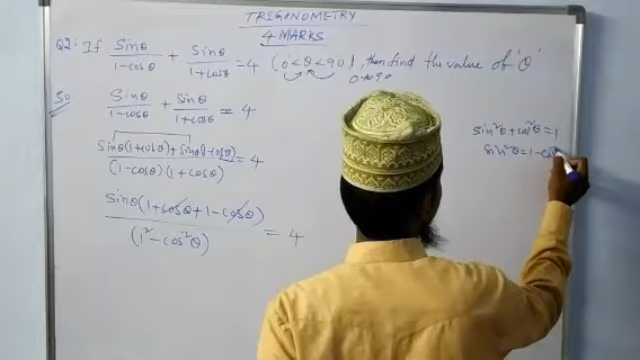 TRIGONOMETRY
4 MARKS
Q2: If Sinθ/1-cosθ + Sinθ/1+cosθ = 4 (0<θ<90), then find the value of 'θ'
0 to 90
So Sinθ/1-cosθ + Sinθ/1+cosθ = 4
Sinθ(1+cosθ)+sinθ(1-cosθ)/(1-cosθ)(1+cosθ) = 4
Sinθ(1+cosθ+1-cosθ)/(1²-cos²θ) = 4
sin²θ+cos²θ=1
sin²θ=1-cos